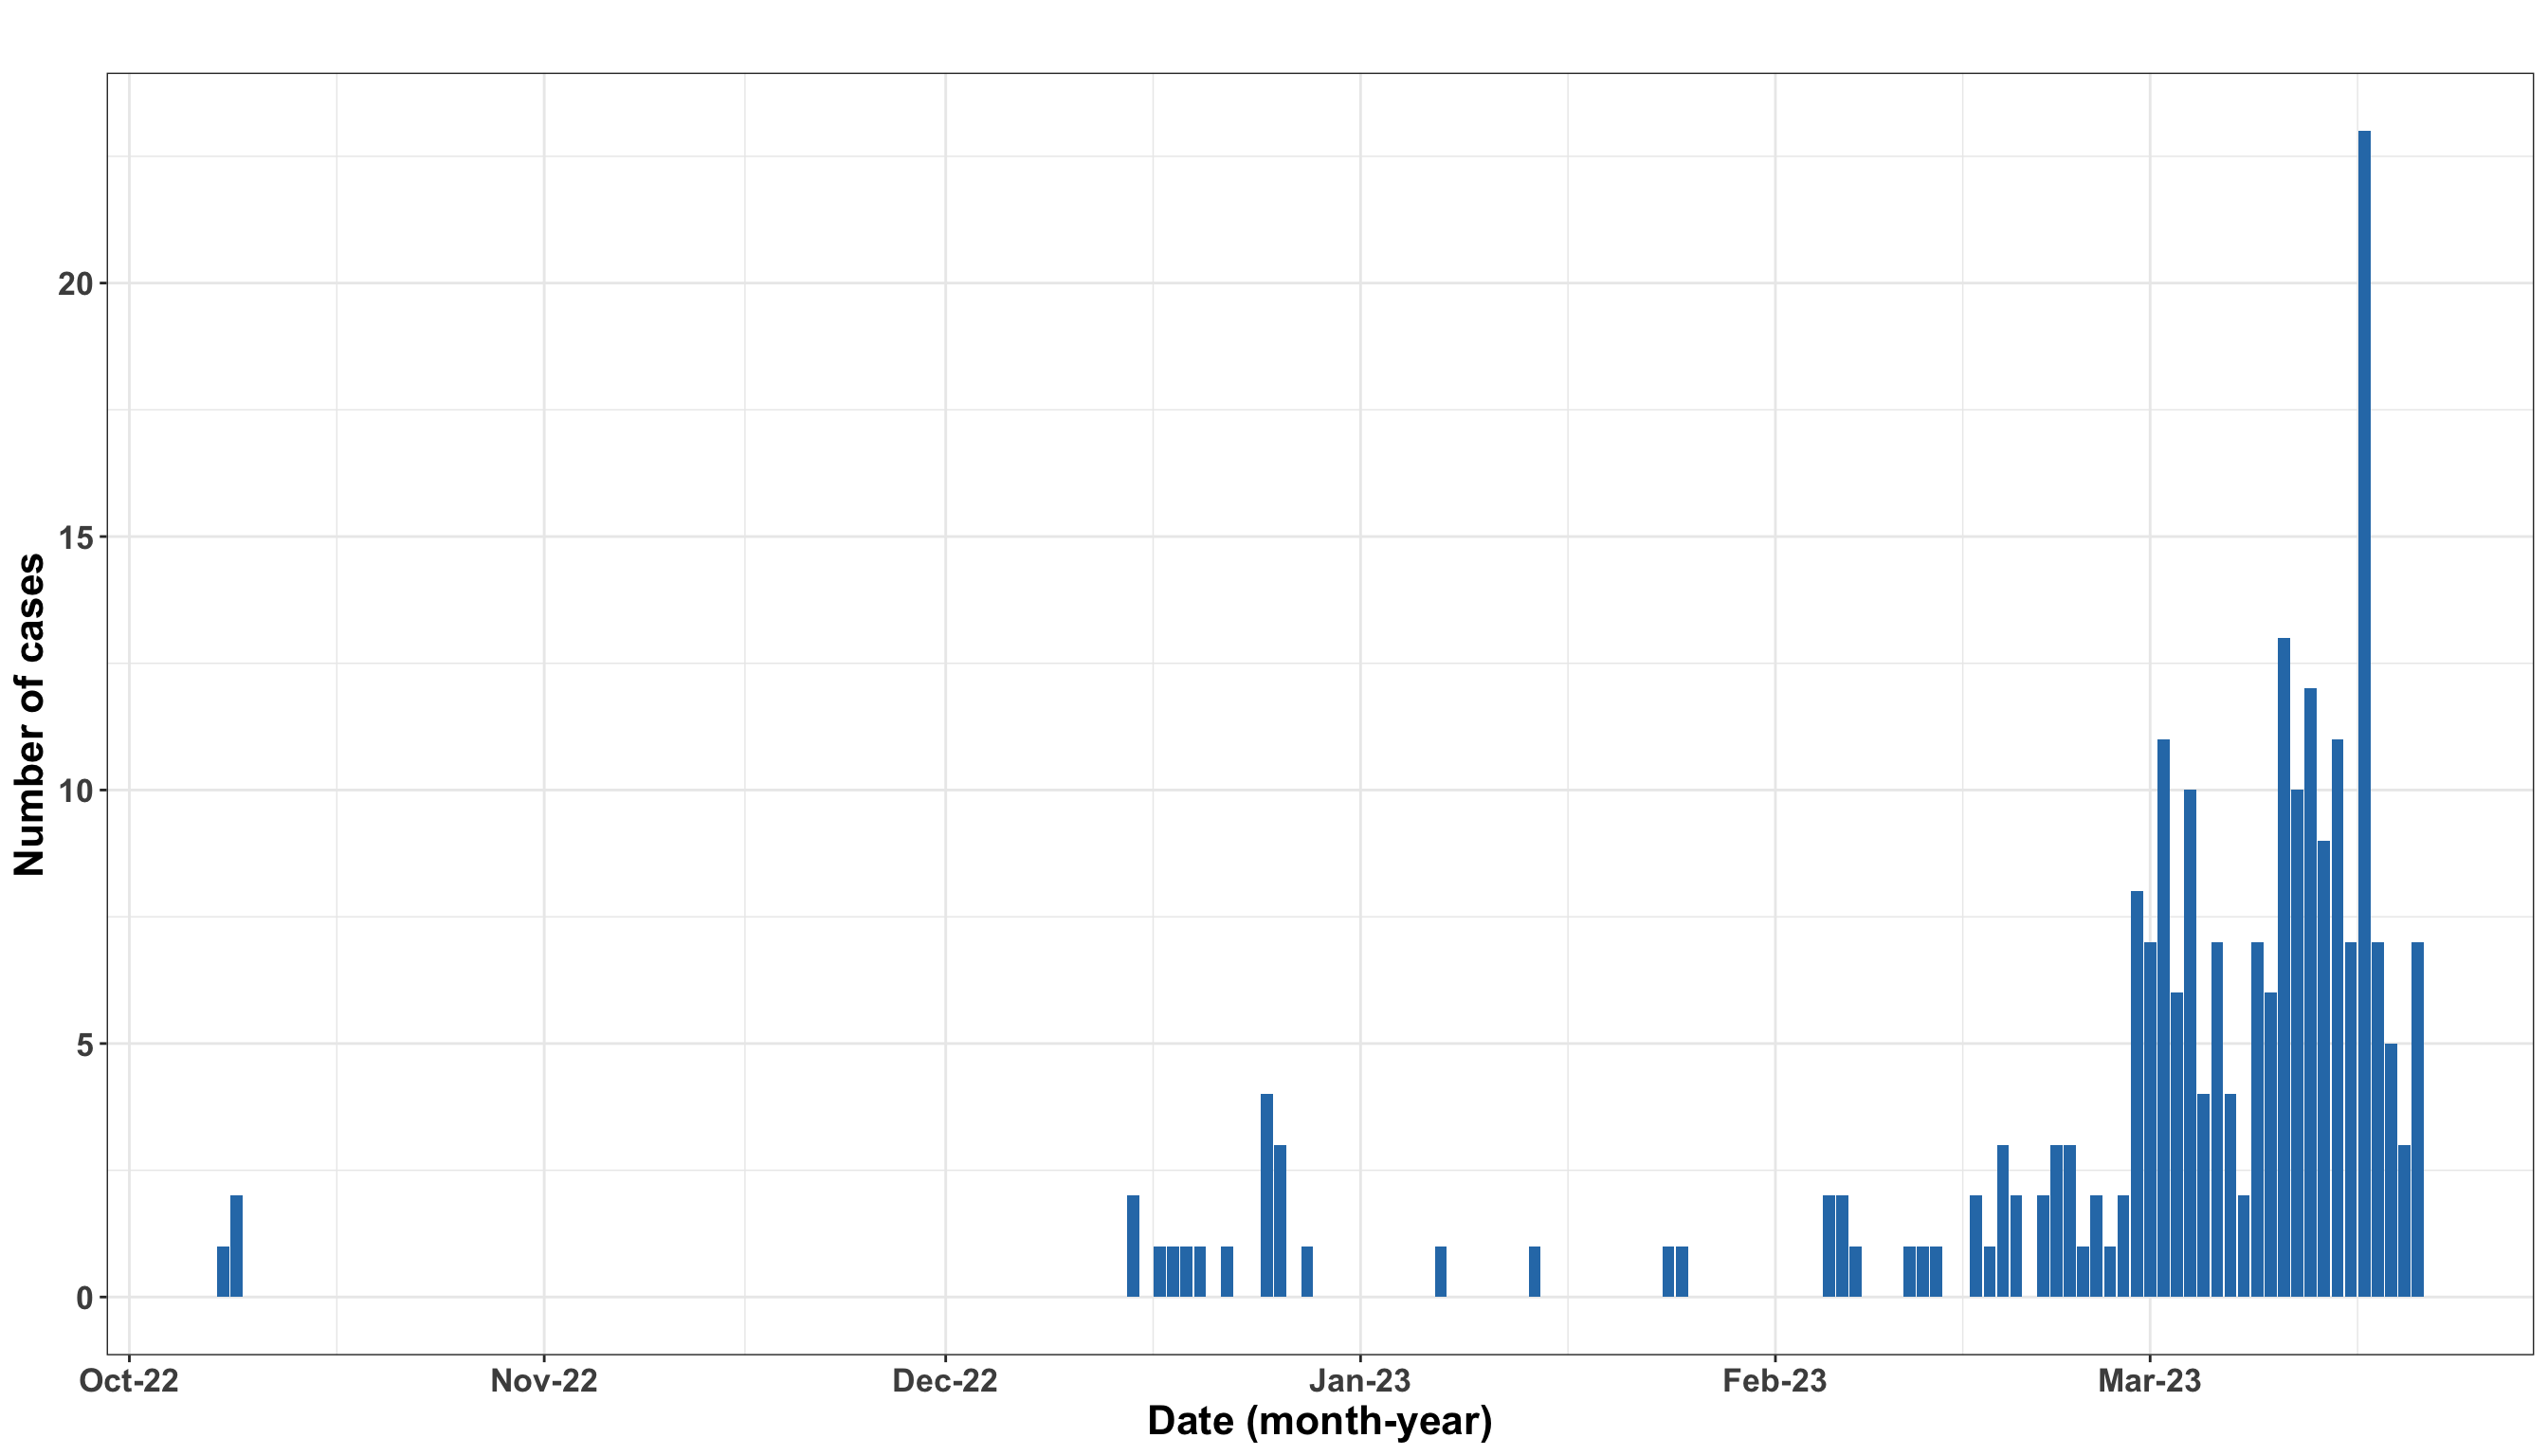 20
15
10
5
0
Number of cases
Oct-22 Nov-22 Dec-22 Jan-23 Feb-23 Mar-23
Date (month-year)